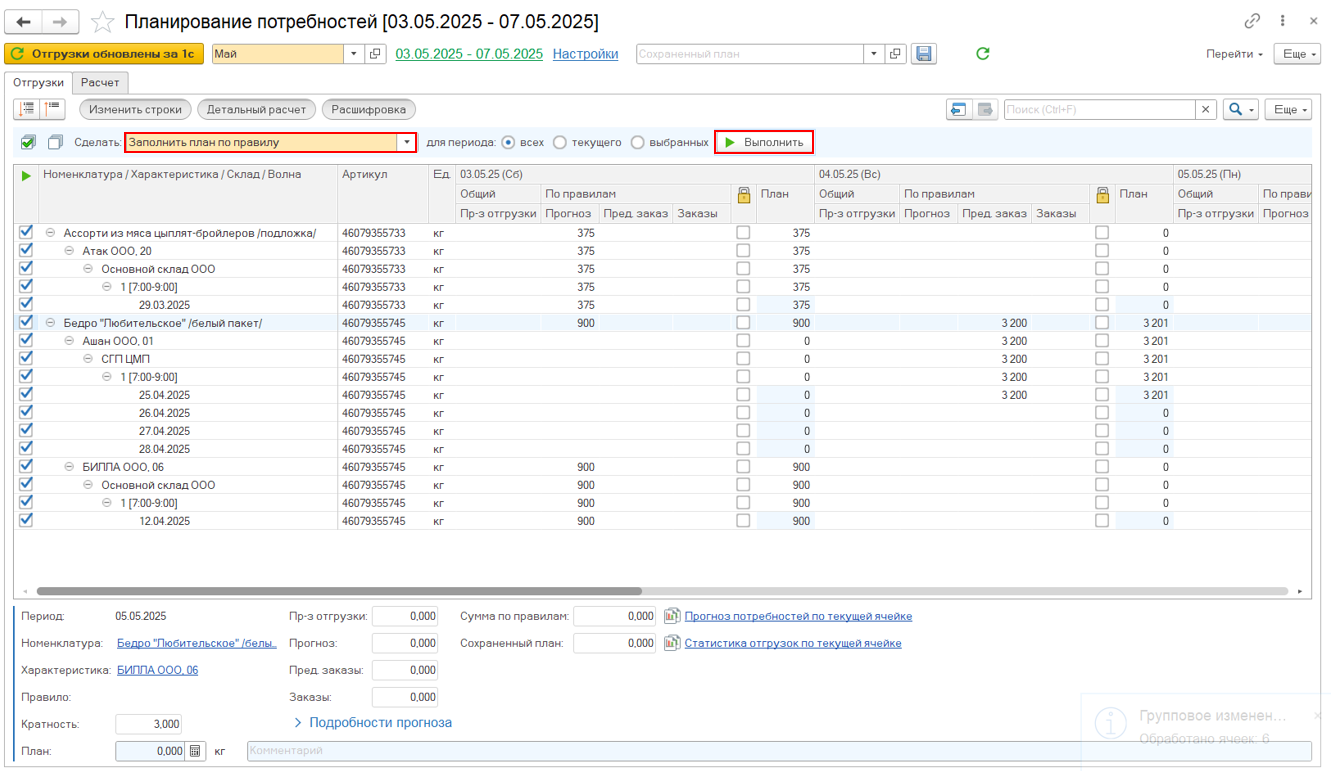 Планирование потребностей [03.05.2025 - 07.05.2025]
Отгрузки обновлены за 1с Май 03.05.2025 - 07.05.2025 Настройки Сохраненный план Перейти Еще
Отгрузки Расчет
Изменить строки Детальный расчет Расшифровка Поиск (Ctrl+F) Еще
Сделать: Заполнить план по правилу для периода: всех текущего выбранных Выполнить
Номенклатура / Характеристика / Склад / Волна Артикул Ед 03.05.25 (Сб) 04.05.25 (Вс) 05.05.25 (Пн)
Общий По правилам План Общий По правилам План Общий По прави
Пр-з отгрузки Прогноз Пред. заказ Заказы Пр-з отгрузки Прогноз Пред. заказ Заказы Пр-з отгрузки Прогноз
Ассорти из мяса цыплят-бройлеров /подложка/ 46079355733 кг 375 375 0
Атак ООО, 20 46079355733 кг 375 375 0
Основной склад ООО 46079355733 кг 375 375 0
1 [7:00-9:00] 46079355733 кг 375 375 0
29.03.2025 46079355733 кг 375 375 0
Бедро "Любительское" /белый пакет/ 46079355745 кг 900 900 3 200 3 201
Ашан ООО, 01 46079355745 кг 0 3 200 3 201
СГП ЦМП 46079355745 кг 0 3 200 3 201
1 [7:00-9:00] 46079355745 кг 0 3 200 3 201
25.04.2025 46079355745 кг 0 3 200 3 201
26.04.2025 46079355745 кг 0 0
27.04.2025 46079355745 кг 0 0
28.04.2025 46079355745 кг 0 0
БИЛЛА ООО, 06 46079355745 кг 900 900 0
Основной склад ООО 46079355745 кг 900 900 0
1 [7:00-9:00] 46079355745 кг 900 900 0
12.04.2025 46079355745 кг 900 900 0
Период: 05.05.2025 Пр-з отгрузки: 0,000 Сумма по правилам: 0,000 Прогноз потребностей по текущей ячейке
Номенклатура: Бедро "Любительское" /белы... Прогноз: 0,000 Сохраненный план: 0,000 Статистика отгрузок по текущей ячейке
Характеристика: БИЛЛА ООО, 06 Пред. заказы: 0,000
Правило: Заказы: 0,000
Кратность: 3,000 Подробности прогноза
План: 0,000 кг Комментарий
Групповое изменен...
Обработано ячеек: 6